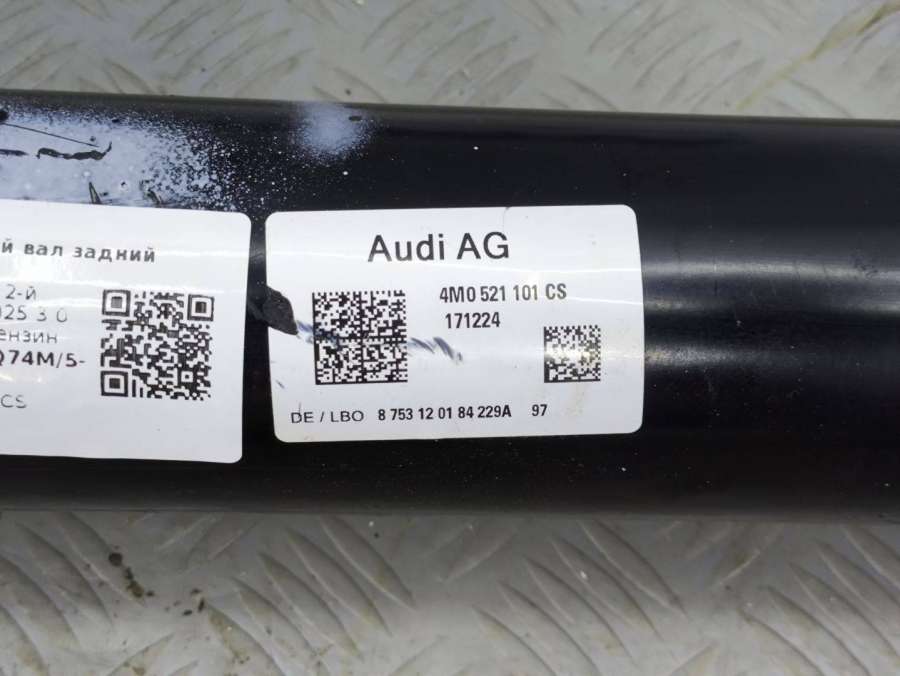 й вал задний
2-й
025 3 0
ензин
Q74M/5-
CS
Audi AG
4M0 521 101 CS
171224
DE / LBO 8 753 12 01 84 229A 97